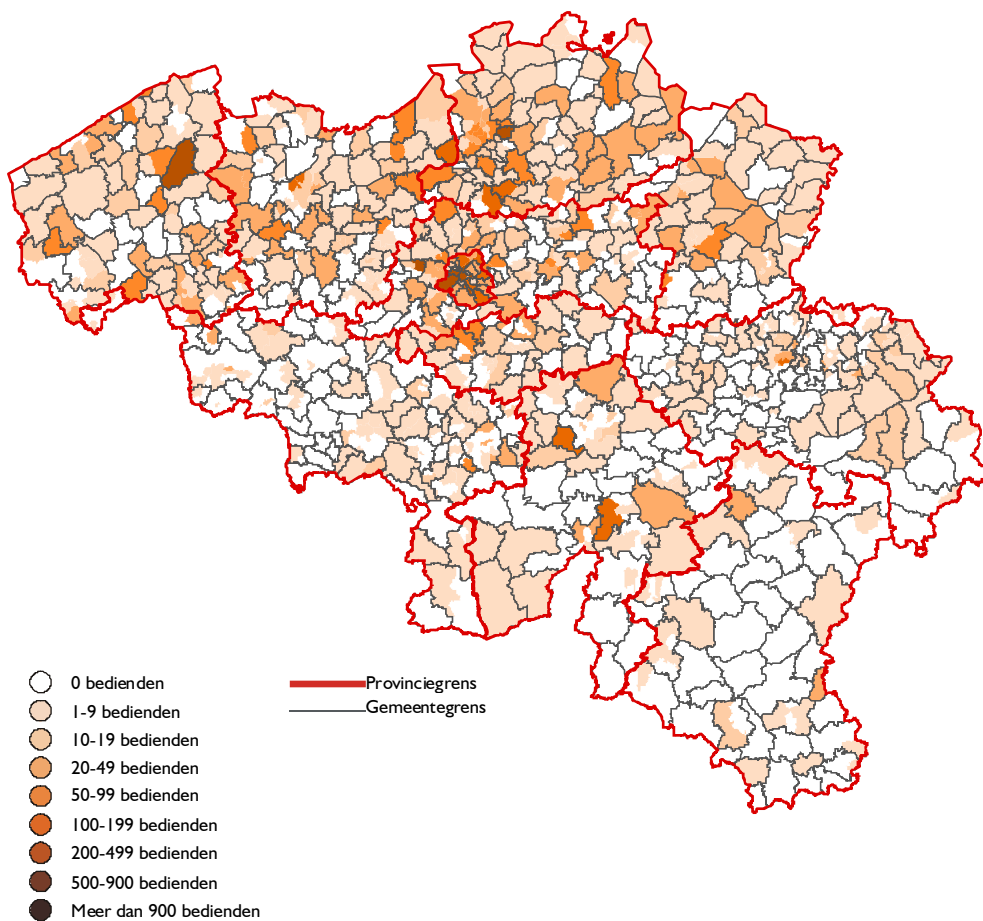 0 bedienden
1-9 bedienden
10-19 bedienden
20-49 bedienden
50-99 bedienden
100-199 bedienden
200-499 bedienden
500-900 bedienden
Meer dan 900 bedienden
Provinciegrens
Gemeentegrens